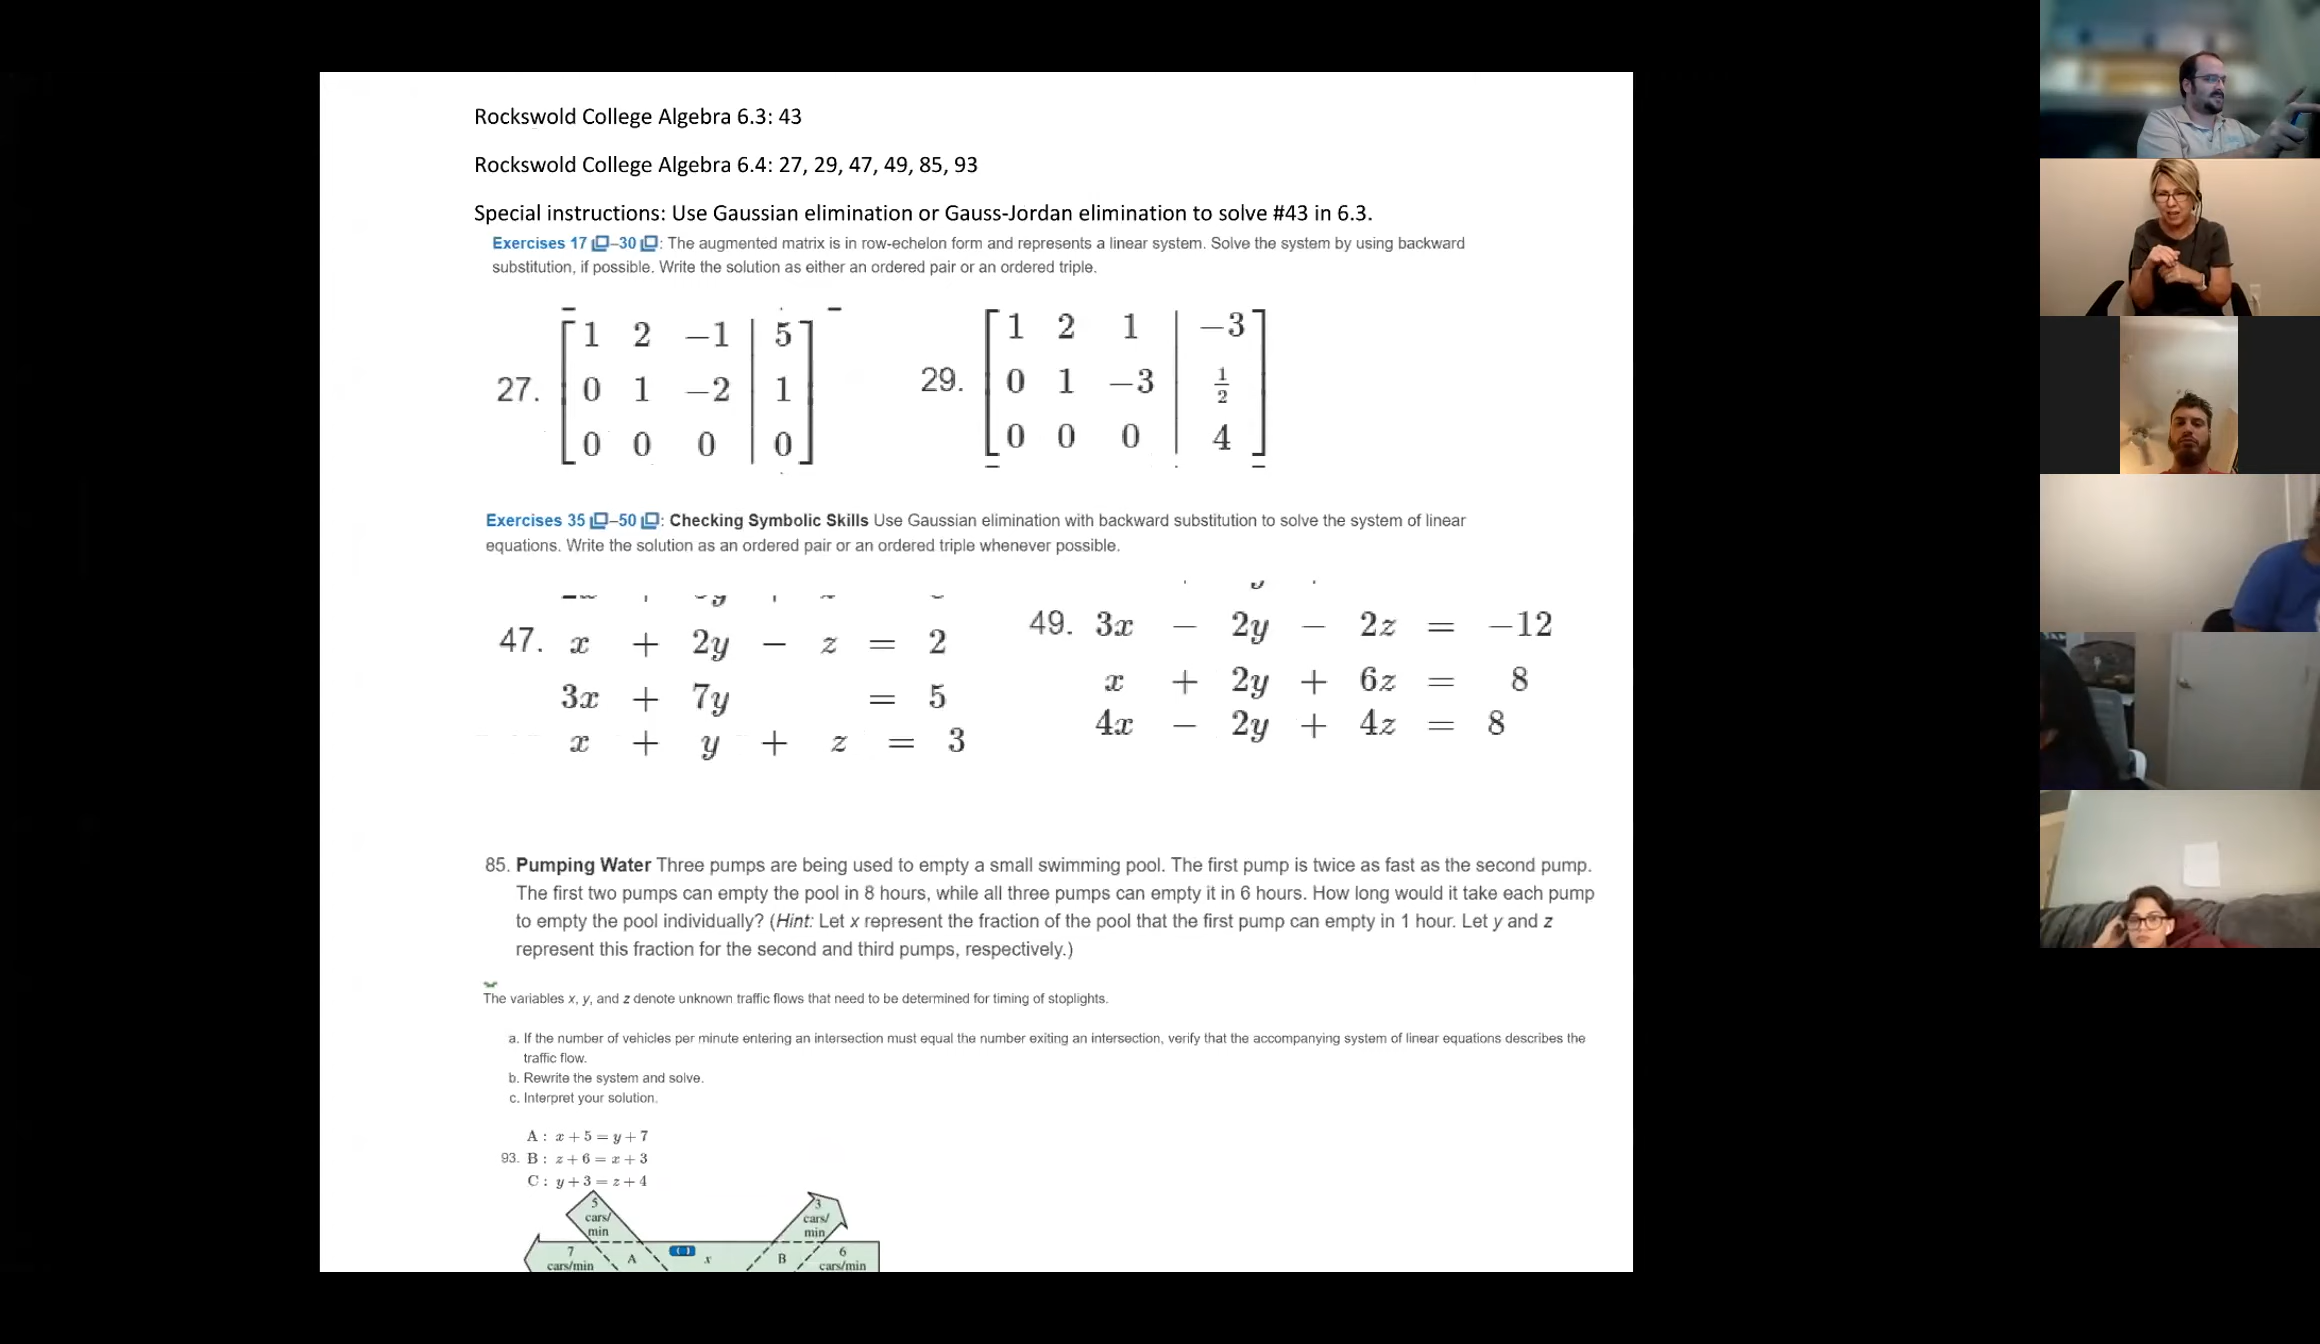 Rockswold College Algebra 6.3: 43
Rockswold College Algebra 6.4: 27, 29, 47, 49, 85, 93
Special instructions: Use Gaussian elimination or Gauss-Jordan elimination to solve #43 in 6.3.
Exercises 17 –30 : The augmented matrix is in row-echelon form and represents a linear system. Solve the system by using backward
substitution, if possible. Write the solution as either an ordered pair or an ordered triple.
27.
1 2 −1 | 5
0 1 −2 | 1
0 0 0 | 0
29.
1 2 1 | −3
0 1 −3 | 1/2
0 0 0 | 4
Exercises 35 –50 : Checking Symbolic Skills Use Gaussian elimination with backward substitution to solve the system of linear
equations. Write the solution as an ordered pair or an ordered triple whenever possible.
47. x + 2y − z = 2
3x + 7y = 5
x + y + z = 3
49. 3x − 2y − 2z = −12
x + 2y + 6z = 8
4x − 2y + 4z = 8
85. Pumping Water Three pumps are being used to empty a small swimming pool. The first pump is twice as fast as the second pump.
The first two pumps can empty the pool in 8 hours, while all three pumps can empty it in 6 hours. How long would it take each pump
to empty the pool individually? (Hint: Let x represent the fraction of the pool that the first pump can empty in 1 hour. Let y and z
represent this fraction for the second and third pumps, respectively.)
The variables x, y, and z denote unknown traffic flows that need to be determined for timing of stoplights.
a. If the number of vehicles per minute entering an intersection must equal the number exiting an intersection, verify that the accompanying system of linear equations describes the
traffic flow.
b. Rewrite the system and solve.
c. Interpret your solution.
A : x + 5 = y + 7
93. B : z + 6 = x + 3
C : y + 3 = z + 4
5
cars/
min
3
cars/
min
7
cars/min
A
x
B
6
cars/min